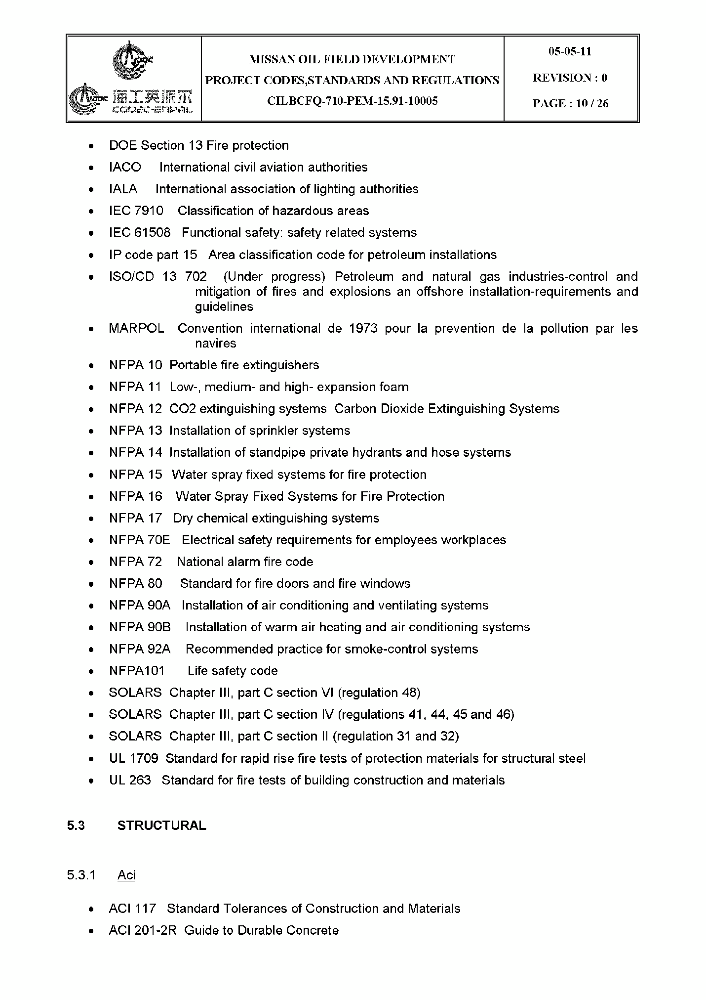 MISSAN OIL FIELD DEVELOPMENT
PROJECT CODES,STANDARDS AND REGULATIONS
CILBCFQ-710-PEM-15.91-10005
05-05-11
REVISION : 0
PAGE : 10 / 26
海工英派尔
COOEC-ENPAL
• DOE Section 13 Fire protection
• IACO International civil aviation authorities
• IALA International association of lighting authorities
• IEC 7910 Classification of hazardous areas
• IEC 61508 Functional safety: safety related systems
• IP code part 15 Area classification code for petroleum installations
• ISO/CD 13 702 (Under progress) Petroleum and natural gas industries-control and
mitigation of fires and explosions an offshore installation-requirements and
guidelines
• MARPOL Convention international de 1973 pour la prevention de la pollution par les
navires
• NFPA 10 Portable fire extinguishers
• NFPA 11 Low-, medium- and high- expansion foam
• NFPA 12 CO2 extinguishing systems Carbon Dioxide Extinguishing Systems
• NFPA 13 Installation of sprinkler systems
• NFPA 14 Installation of standpipe private hydrants and hose systems
• NFPA 15 Water spray fixed systems for fire protection
• NFPA 16 Water Spray Fixed Systems for Fire Protection
• NFPA 17 Dry chemical extinguishing systems
• NFPA 70E Electrical safety requirements for employees workplaces
• NFPA 72 National alarm fire code
• NFPA 80 Standard for fire doors and fire windows
• NFPA 90A Installation of air conditioning and ventilating systems
• NFPA 90B Installation of warm air heating and air conditioning systems
• NFPA 92A Recommended practice for smoke-control systems
• NFPA101 Life safety code
• SOLARS Chapter III, part C section VI (regulation 48)
• SOLARS Chapter III, part C section IV (regulations 41, 44, 45 and 46)
• SOLARS Chapter III, part C section II (regulation 31 and 32)
• UL 1709 Standard for rapid rise fire tests of protection materials for structural steel
• UL 263 Standard for fire tests of building construction and materials
5.3 STRUCTURAL
5.3.1 Aci
• ACI 117 Standard Tolerances of Construction and Materials
• ACI 201-2R Guide to Durable Concrete